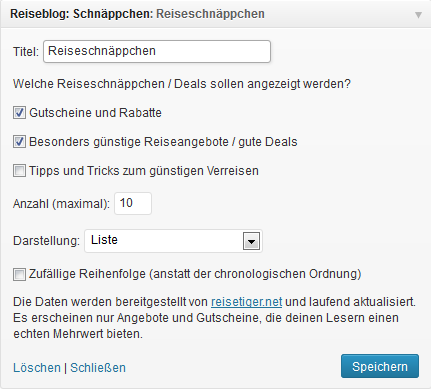 Reiseblog: Schnäppchen: Reiseschnäppchen
Titel: Reiseschnäppchen
Welche Reiseschnäppchen / Deals sollen angezeigt werden?
Gutscheine und Rabatte
Besonders günstige Reiseangebote / gute Deals
Tipps und Tricks zum günstigen Verreisen
Anzahl (maximal): 10
Darstellung: Liste
Zufällige Reihenfolge (anstatt der chronologischen Ordnung)
Die Daten werden bereitgestellt von reisetiger.net und laufend aktualisiert.
Es erscheinen nur Angebote und Gutscheine, die deinen Lesern einen
echten Mehrwert bieten.
Löschen | Schließen Speichern